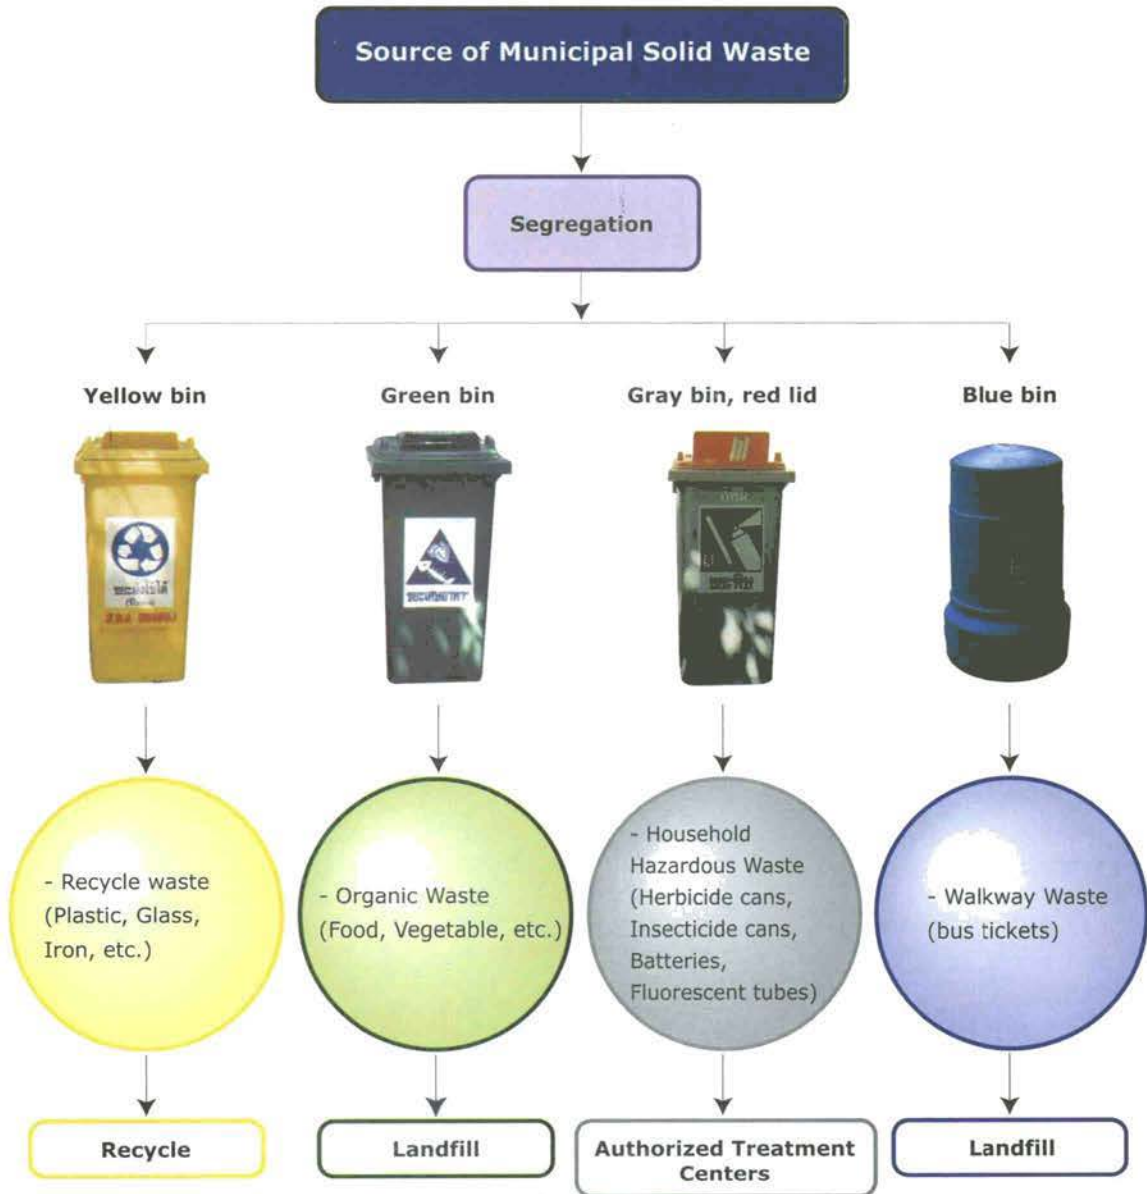 Source of Municipal Solid Waste
Segregation
Yellow bin
Green bin
Gray bin, red lid
Blue bin
- Recycle waste
(Plastic, Glass,
Iron, etc.)
- Organic Waste
(Food, Vegetable, etc.)
- Household
Hazardous Waste
(Herbicide cans,
Insecticide cans,
Batteries,
Fluorescent tubes)
- Walkway Waste
(bus tickets)
Recycle
Landfill
Authorized Treatment
Centers
Landfill